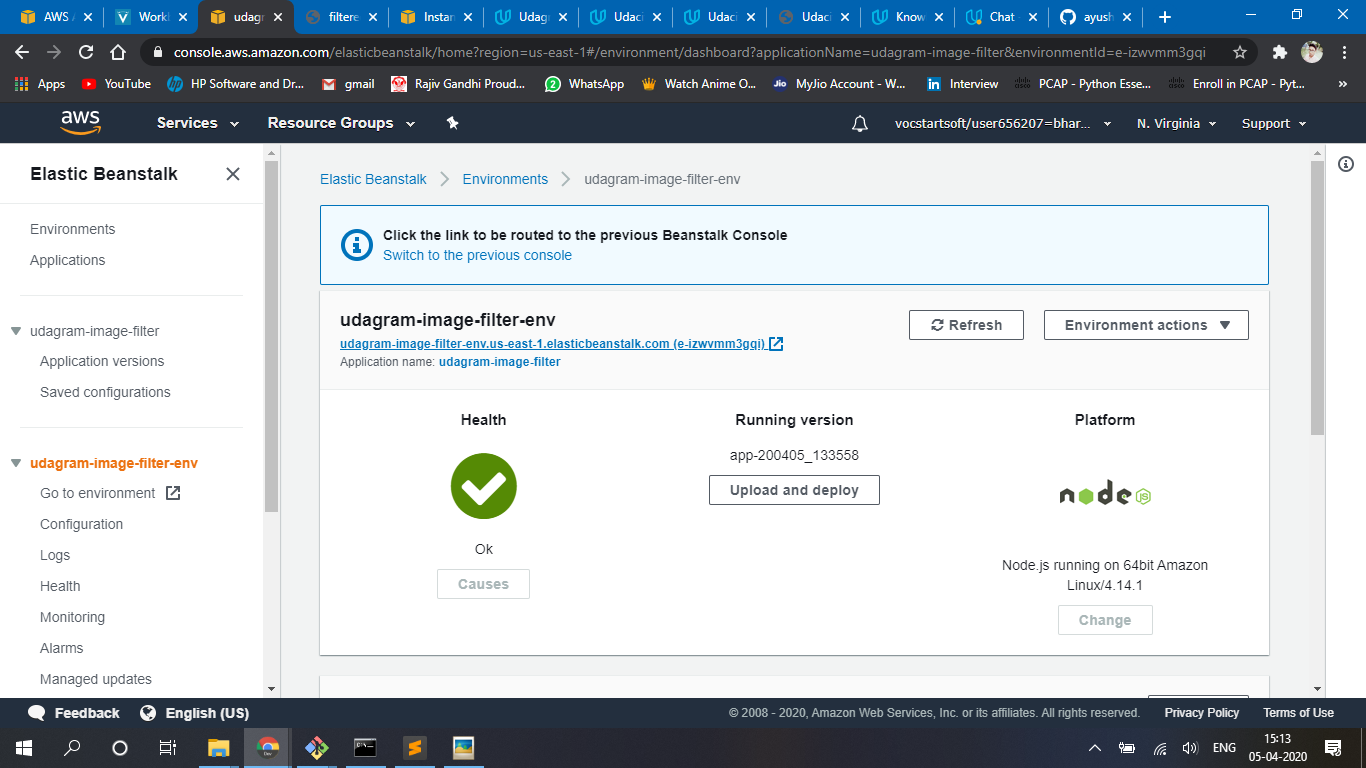 AWS A
Workb
udagr
filtere
Instan
Udagr
Udaci
Udaci
Udaci
Know
Chat
ayush
console.aws.amazon.com/elasticbeanstalk/home?region=us-east-1#/environment/dashboard?applicationName=udagram-image-filter&environmentId=e-izwvmm3gqi
Apps
YouTube
HP Software and Dr...
gmail
Rajiv Gandhi Proud...
WhatsApp
Watch Anime O...
Jio
MyJio Account - W...
Interview
PCAP - Python Esse...
Enroll in PCAP - Pyt...
aws
Services
Resource Groups
vocstartsoft/user656207=bhar...
N. Virginia
Support
Elastic Beanstalk
Environments
Applications
udagram-image-filter
Application versions
Saved configurations
udagram-image-filter-env
Go to environment
Configuration
Logs
Health
Monitoring
Alarms
Managed updates
Elastic Beanstalk
Environments
udagram-image-filter-env
Click the link to be routed to the previous Beanstalk Console
Switch to the previous console
udagram-image-filter-env
udagram-image-filter-env.us-east-1.elasticbeanstalk.com (e-izwvmm3gqi)
Application name: udagram-image-filter
Refresh
Environment actions
Health
Ok
Causes
Running version
app-200405_133558
Upload and deploy
Platform
node
JS
Node.js running on 64bit Amazon
Linux/4.14.1
Change
Feedback
English (US)
© 2008 - 2020, Amazon Web Services, Inc. or its affiliates. All rights reserved.
Privacy Policy
Terms of Use
Dev
ENG
15:13
05-04-2020